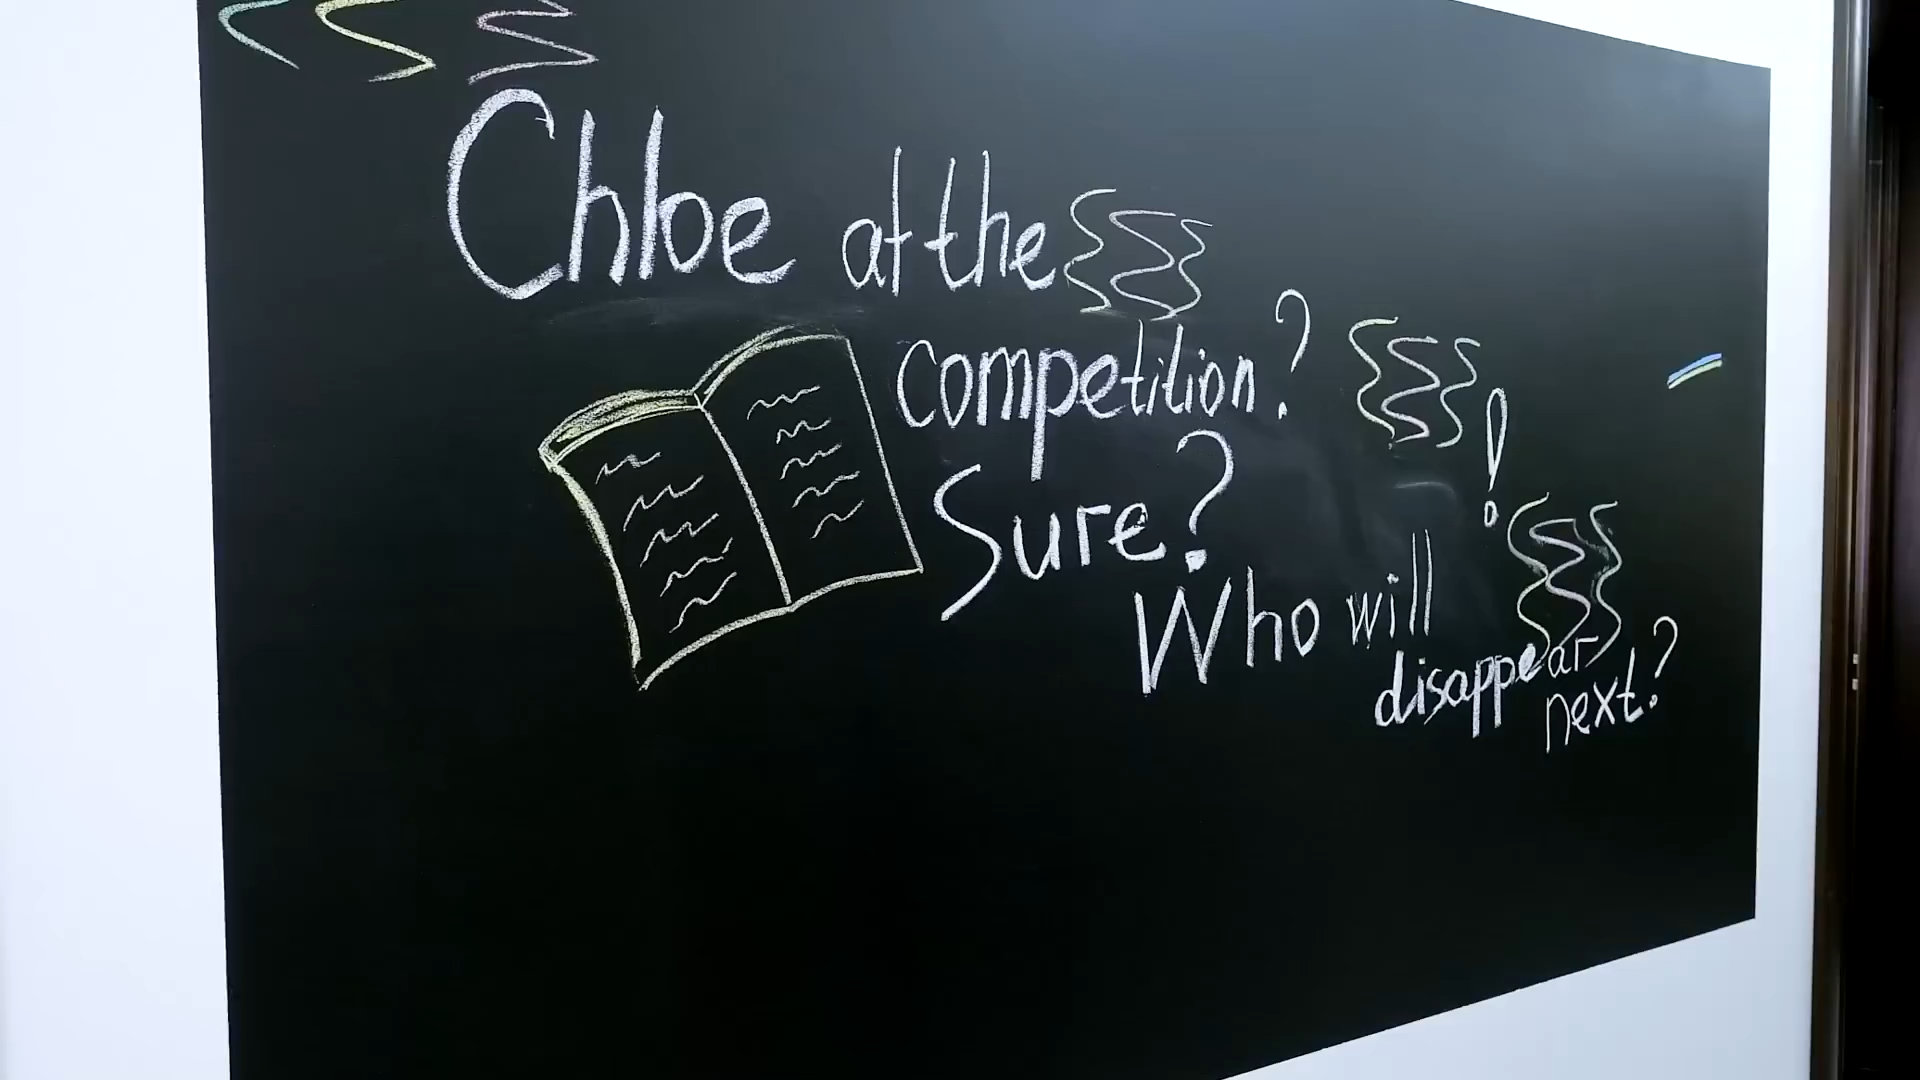 Chloe at the
competition?
Sure?
Who will
disappear
next?